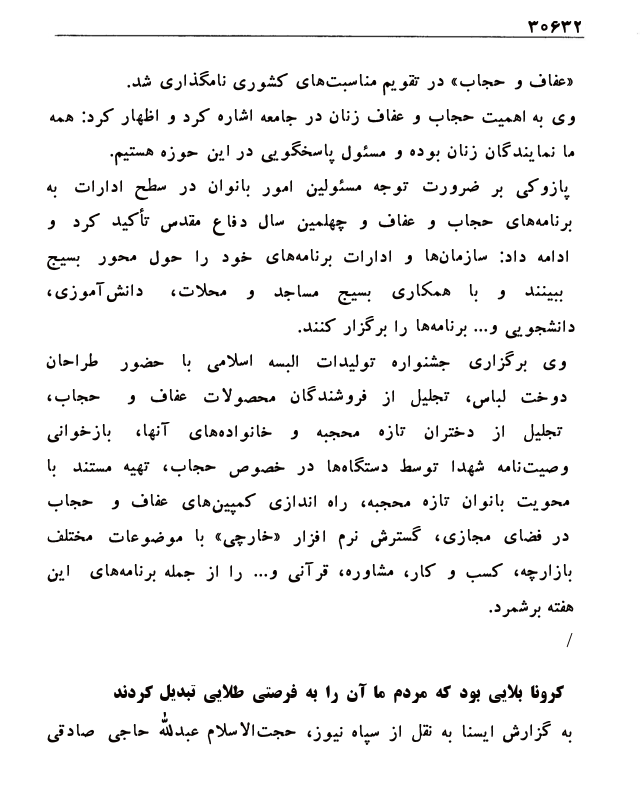 ۳۰۶۳۲
«عفاف و حجاب» در تقویم مناسبت‌های کشوری نامگذاری شد.
وی به اهمیت حجاب و عفاف زنان در جامعه اشاره کرد و اظهار کرد: همه
ما نمایندگان زنان بوده و مسئول پاسخگویی در این حوزه هستیم.
پازوکی بر ضرورت توجه مسئولین امور بانوان در سطح ادارات به
برنامه‌های حجاب و عفاف و چهلمین سال دفاع مقدس تأکید کرد و
ادامه داد: سازمان‌ها و ادارات برنامه‌های خود را حول محور بسیج
ببینند و با همکاری بسیج مساجد و محلات، دانش‌آموزی،
دانشجویی و... برنامه‌ها را برگزار کنند.
وی برگزاری جشنواره تولیدات البسه اسلامی با حضور طراحان
دوخت لباس، تجلیل از فروشندگان محصولات عفاف و حجاب،
تجلیل از دختران تازه محجبه و خانواده‌های آنها، بازخوانی
وصیت‌نامه شهدا توسط دستگاه‌ها در خصوص حجاب، تهیه مستند با
محویت بانوان تازه محجبه، راه اندازی کمپین‌های عفاف و حجاب
در فضای مجازی، گسترش نرم افزار «خارچی» با موضوعات مختلف
بازارچه، کسب و کار، مشاوره، قرآنی و... را از جمله برنامه‌های این
هفته برشمرد.
/
کرونا بلایی بود که مردم ما آن را به فرصتی طلایی تبدیل کردند
به گزارش ایسنا به نقل از سپاه نیوز، حجت‌الاسلام عبدلله حاجی صادقی